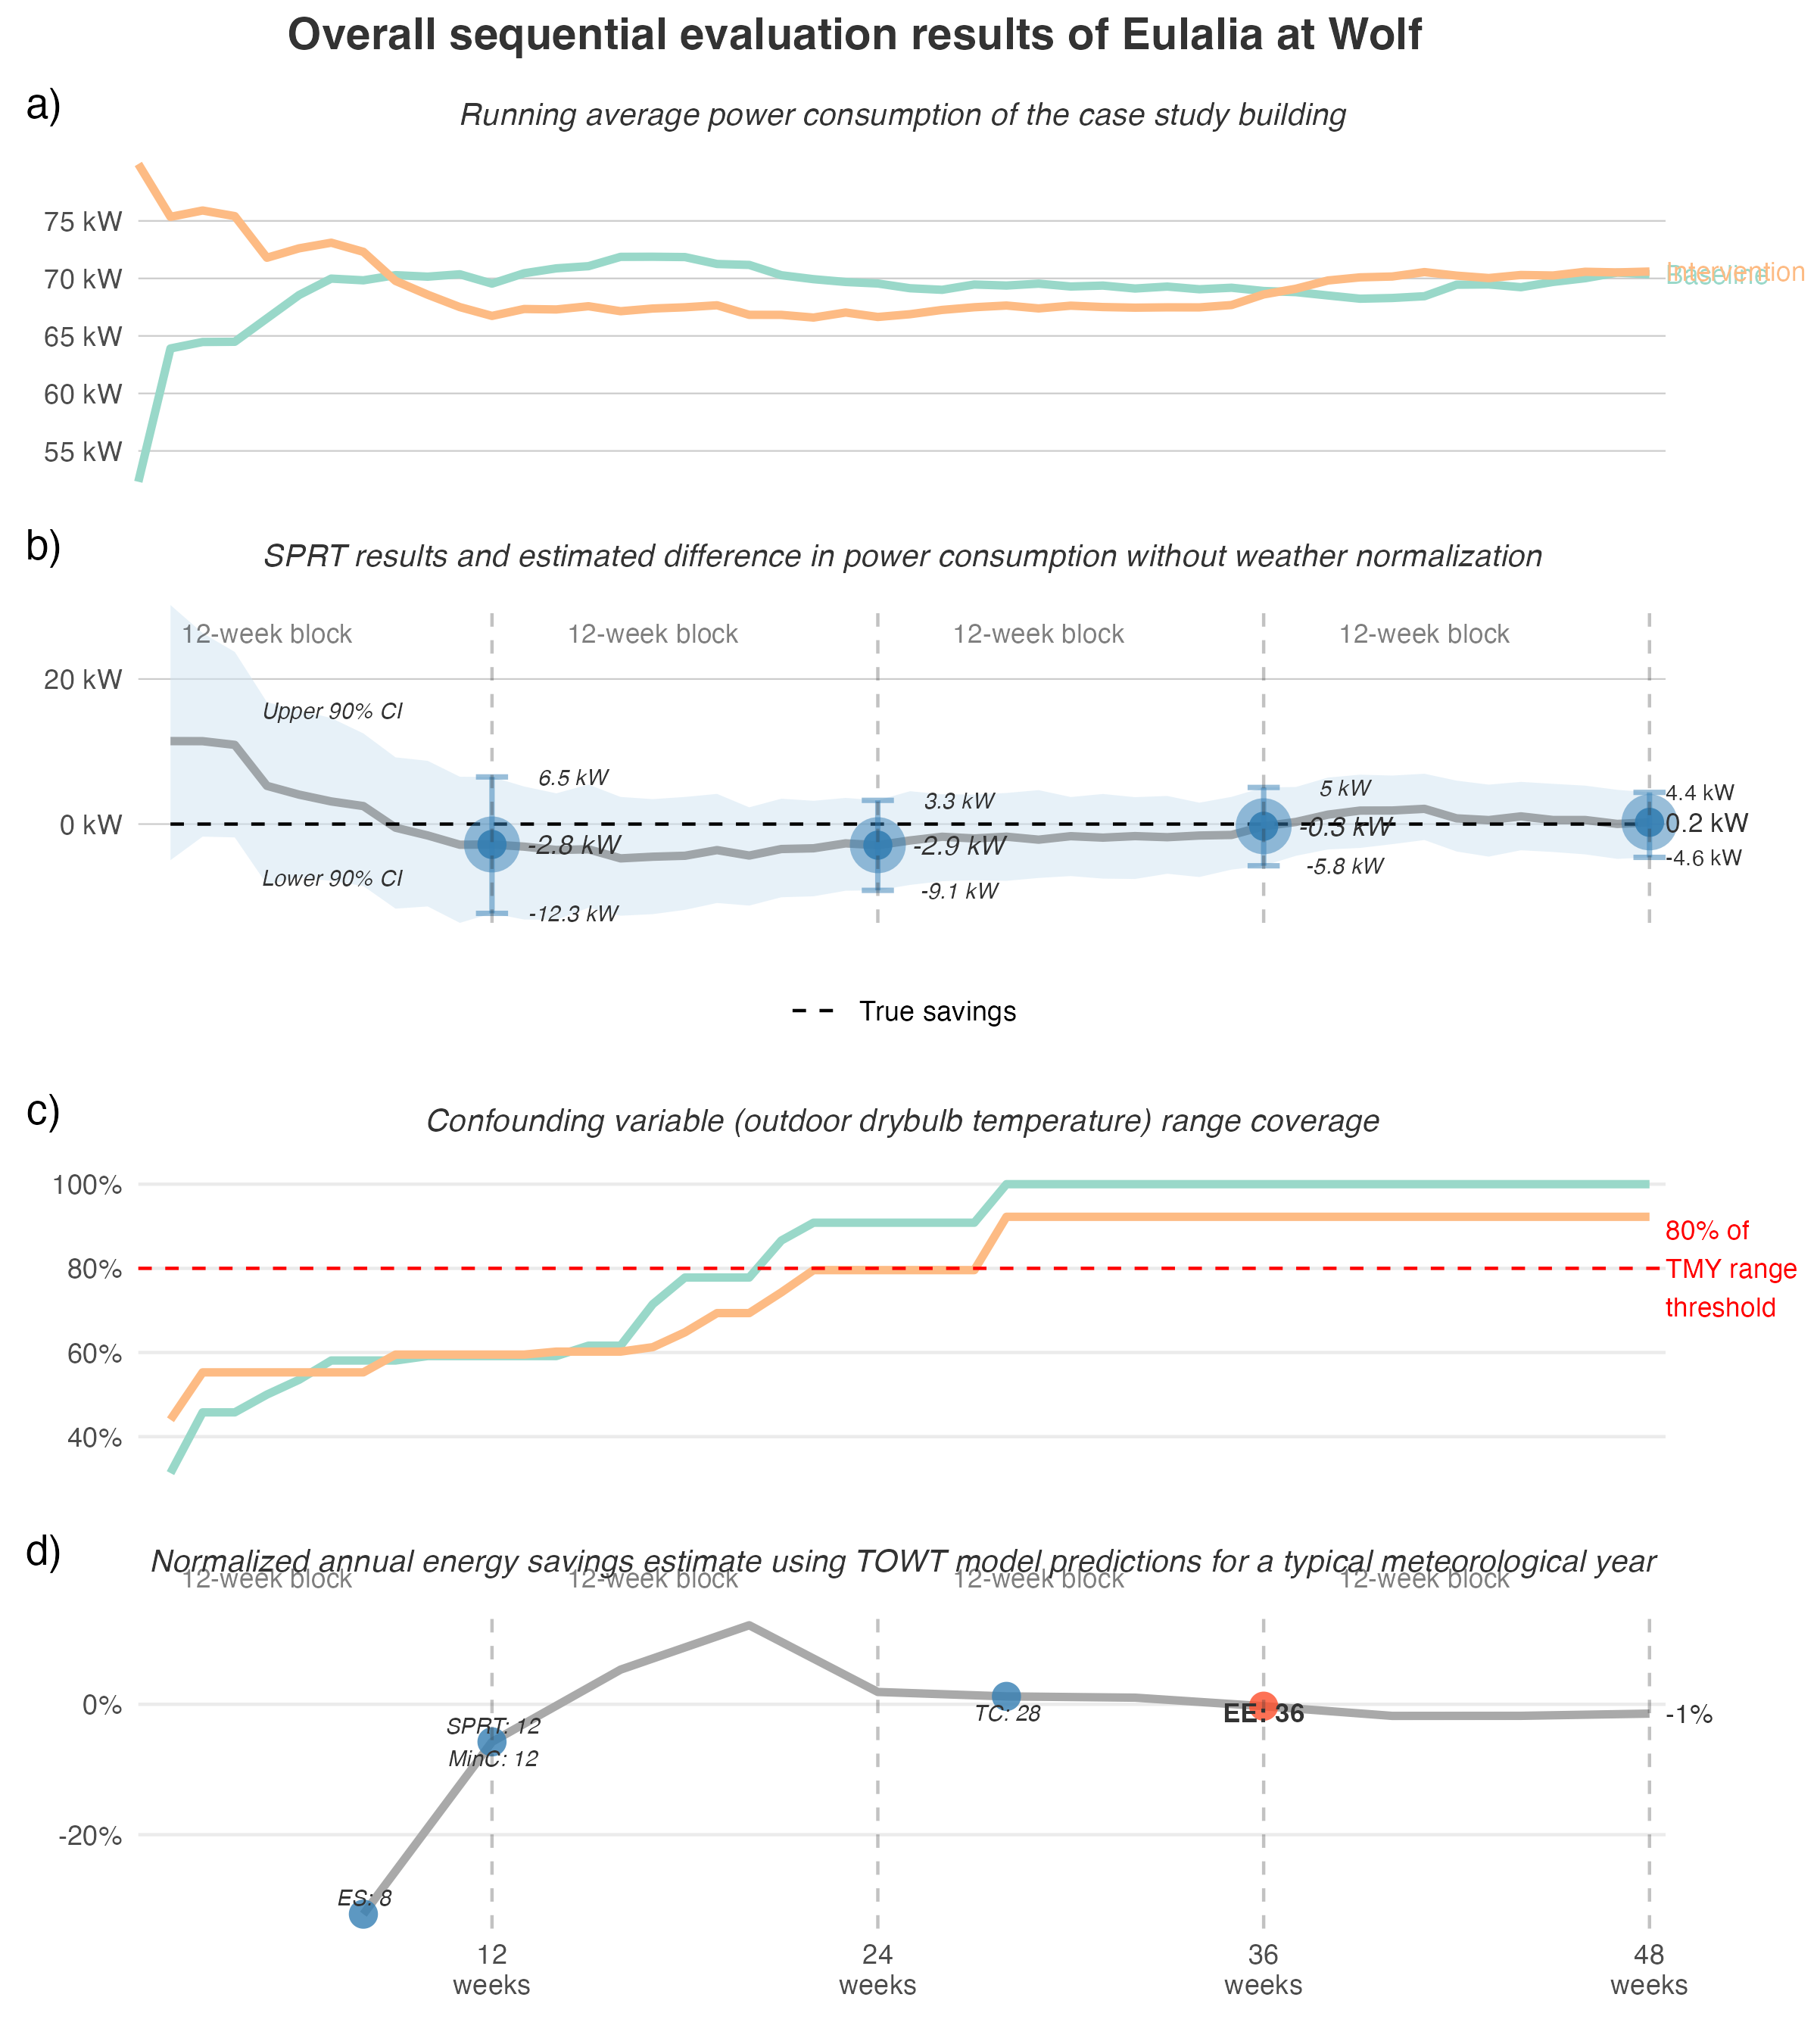 Overall sequential evaluation results of Eulalia at Wolf
a)
Running average power consumption of the case study building
75 kW
70 kW
65 kW
60 kW
55 kW
Baseline
Intervention
b)
SPRT results and estimated difference in power consumption without weather normalization
12-week block
12-week block
12-week block
12-week block
20 kW
0 kW
Upper 90% CI
Lower 90% CI
6.5 kW
-2.8 kW
-12.3 kW
3.3 kW
-2.9 kW
-9.1 kW
5 kW
-0.3 kW
-5.8 kW
4.4 kW
0.2 kW
-4.6 kW
True savings
c)
Confounding variable (outdoor drybulb temperature) range coverage
100%
80%
60%
40%
80% of
TMY range
threshold
d)
Normalized annual energy savings estimate using TOWT model predictions for a typical meteorological year
12-week block
12-week block
12-week block
12-week block
0%
-20%
ES: 8
SPRT: 12
MinC: 12
TC: 28
EE: 36
-1%
12
weeks
24
weeks
36
weeks
48
weeks